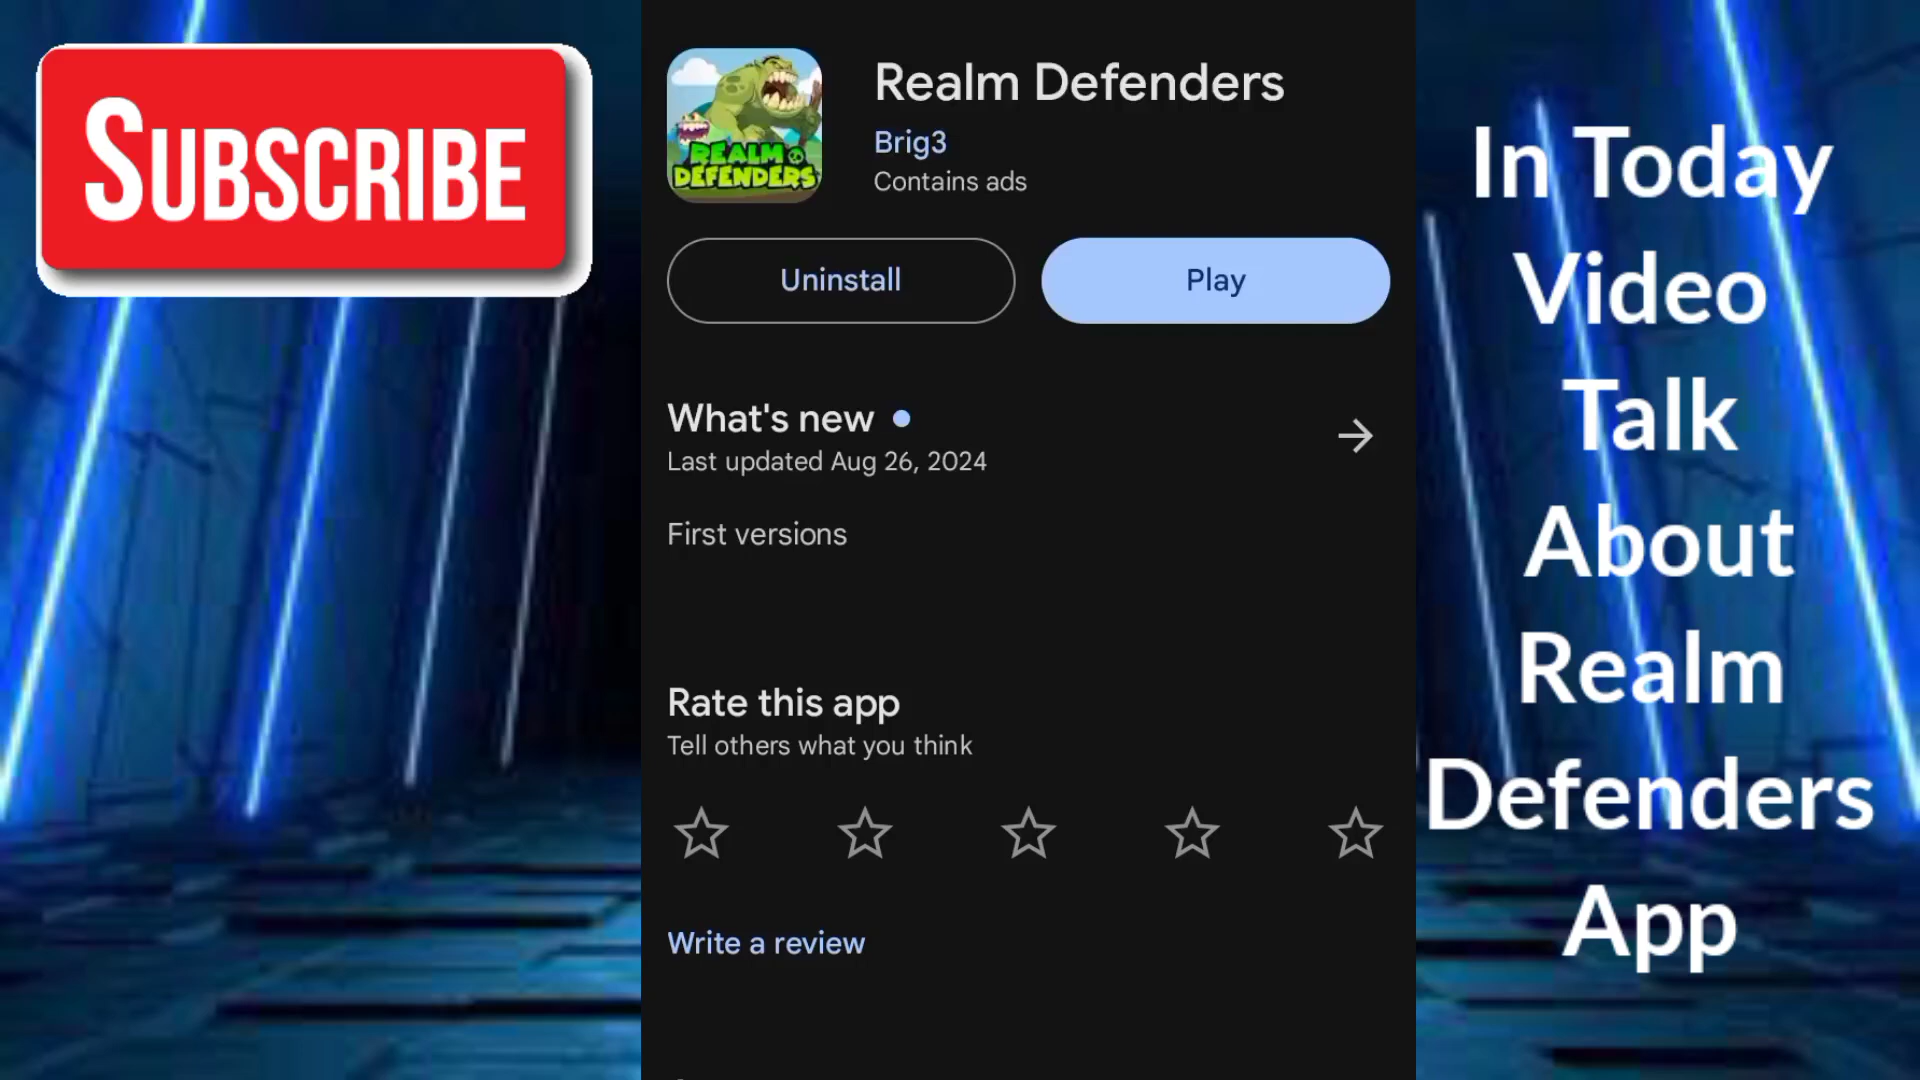 SUBSCRIBE
REALM
DEFENDERS
Realm Defenders
Brig3
Contains ads
Uninstall
Play
What's new
Last updated Aug 26, 2024
First versions
Rate this app
Tell others what you think
Write a review
In Today
Video
Talk
About
Realm
Defenders
App